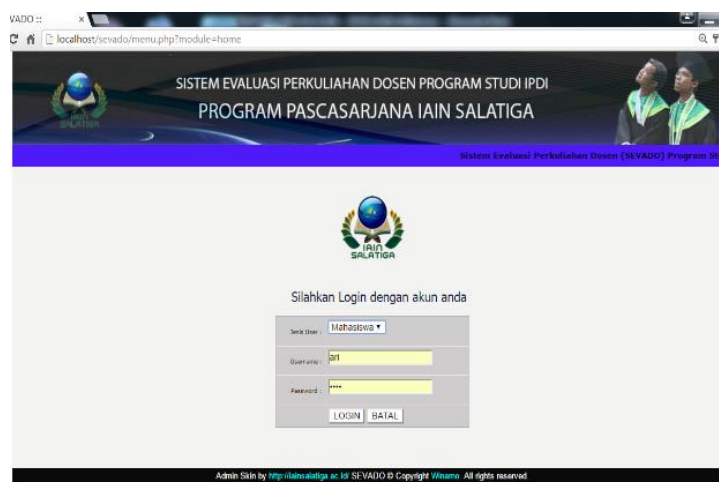 VADO ::
localhost/sevado/menu.php?module=home
SISTEM EVALUASI PERKULIAHAN DOSEN PROGRAM STUDI IPDI
PROGRAM PASCASARJANA IAIN SALATIGA
IAIN
SALATIGA
Sistem Evaluasi Perkuliahan Dosen (SEVADO) Program St
IAIN
SALATIGA
Silahkan Login dengan akun anda
Jenis User : Mahasiswa
Username : ari
Password : ••••
LOGIN BATAL
Admin Skin by http://iainsalatiga.ac.id/ SEVADO © Copyright Winarno. All rights reserved